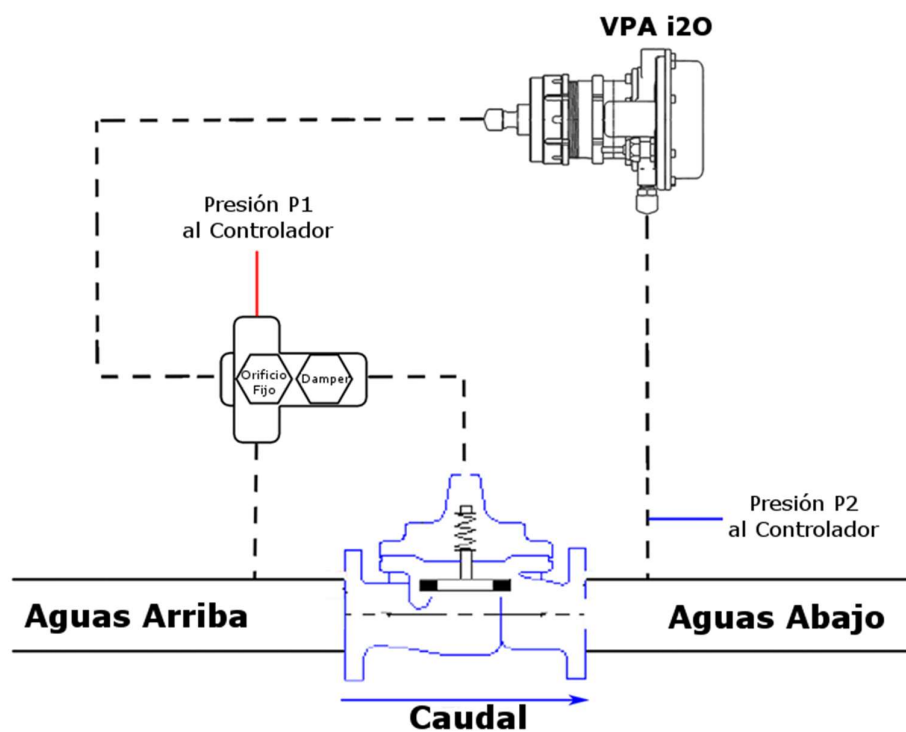 VPA i2O
Presión P1
al Controlador
Orificio
Fijo
Damper
Presión P2
al Controlador
Aguas Arriba
Aguas Abajo
Caudal